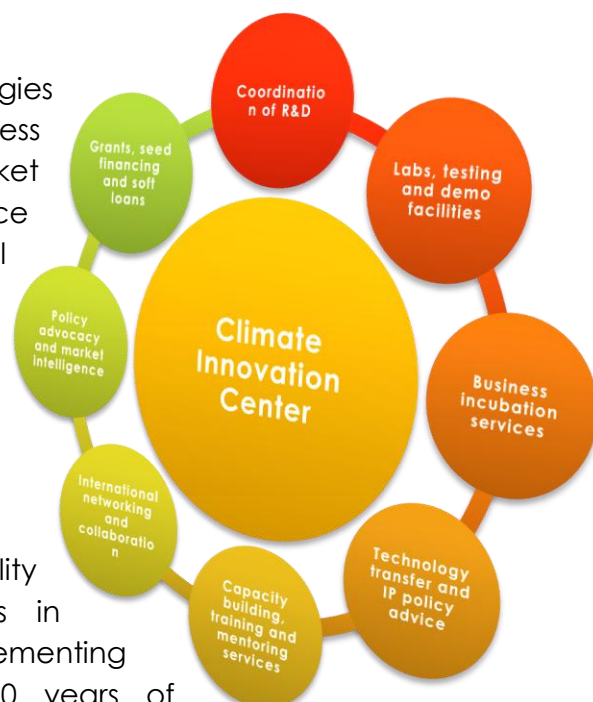 gies
ess
ket
ce
l
lity
s in
ementing
0 years of
Coordinatio
n of R&D
Labs, testing
and demo
facilities
Business
incubation
services
Technology
transfer and
IP policy
advice
Capacity
building,
training and
mentoring
services
International
networking
and
collaboratio
n
Policy
advocacy
and market
intelligence
Grants, seed
financing
and soft
loans
Climate
Innovation
Center